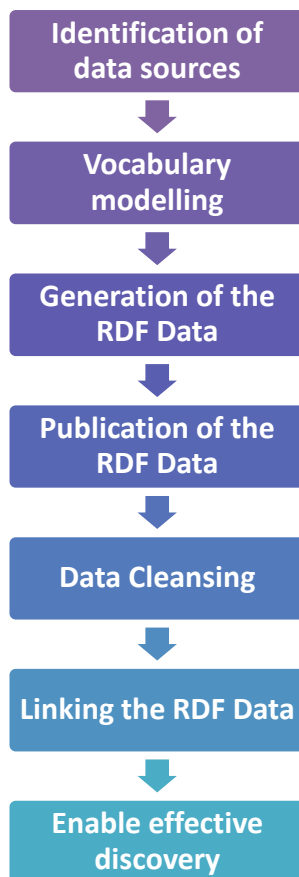 Identification of
data sources
Vocabulary
modelling
Generation of the
RDF Data
Publication of the
RDF Data
Data Cleansing
Linking the RDF Data
Enable effective
discovery